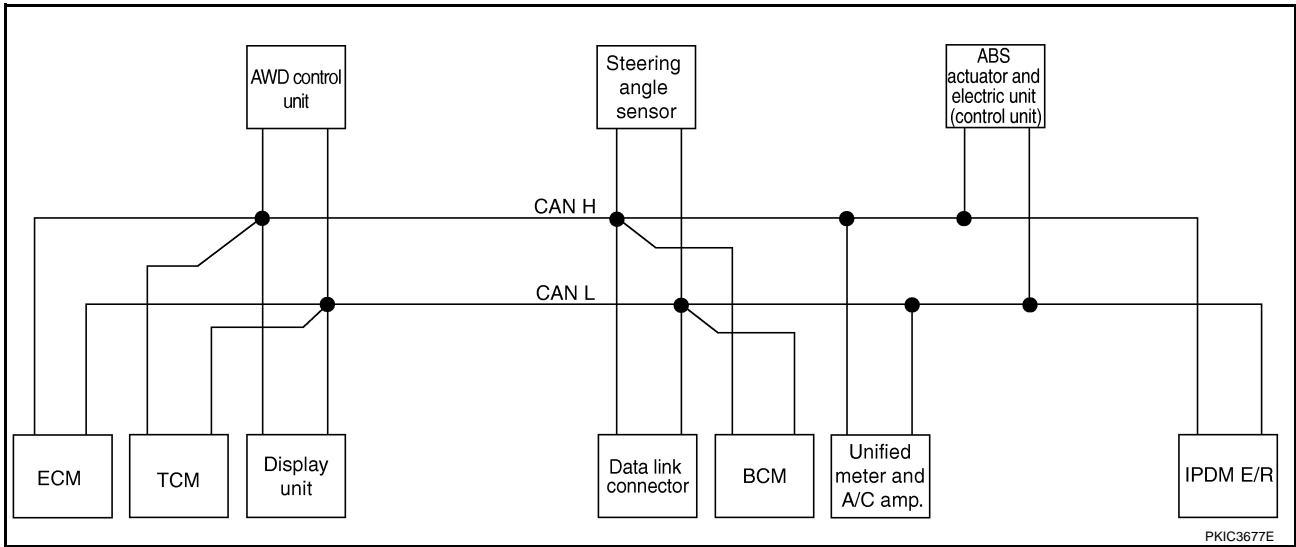 AWD control
unit
Steering
angle
sensor
ABS
actuator and
electric unit
(control unit)
CAN H
CAN L
ECM
TCM
Display
unit
Data link
connector
BCM
Unified
meter and
A/C amp.
IPDM E/R
PKIC3677E